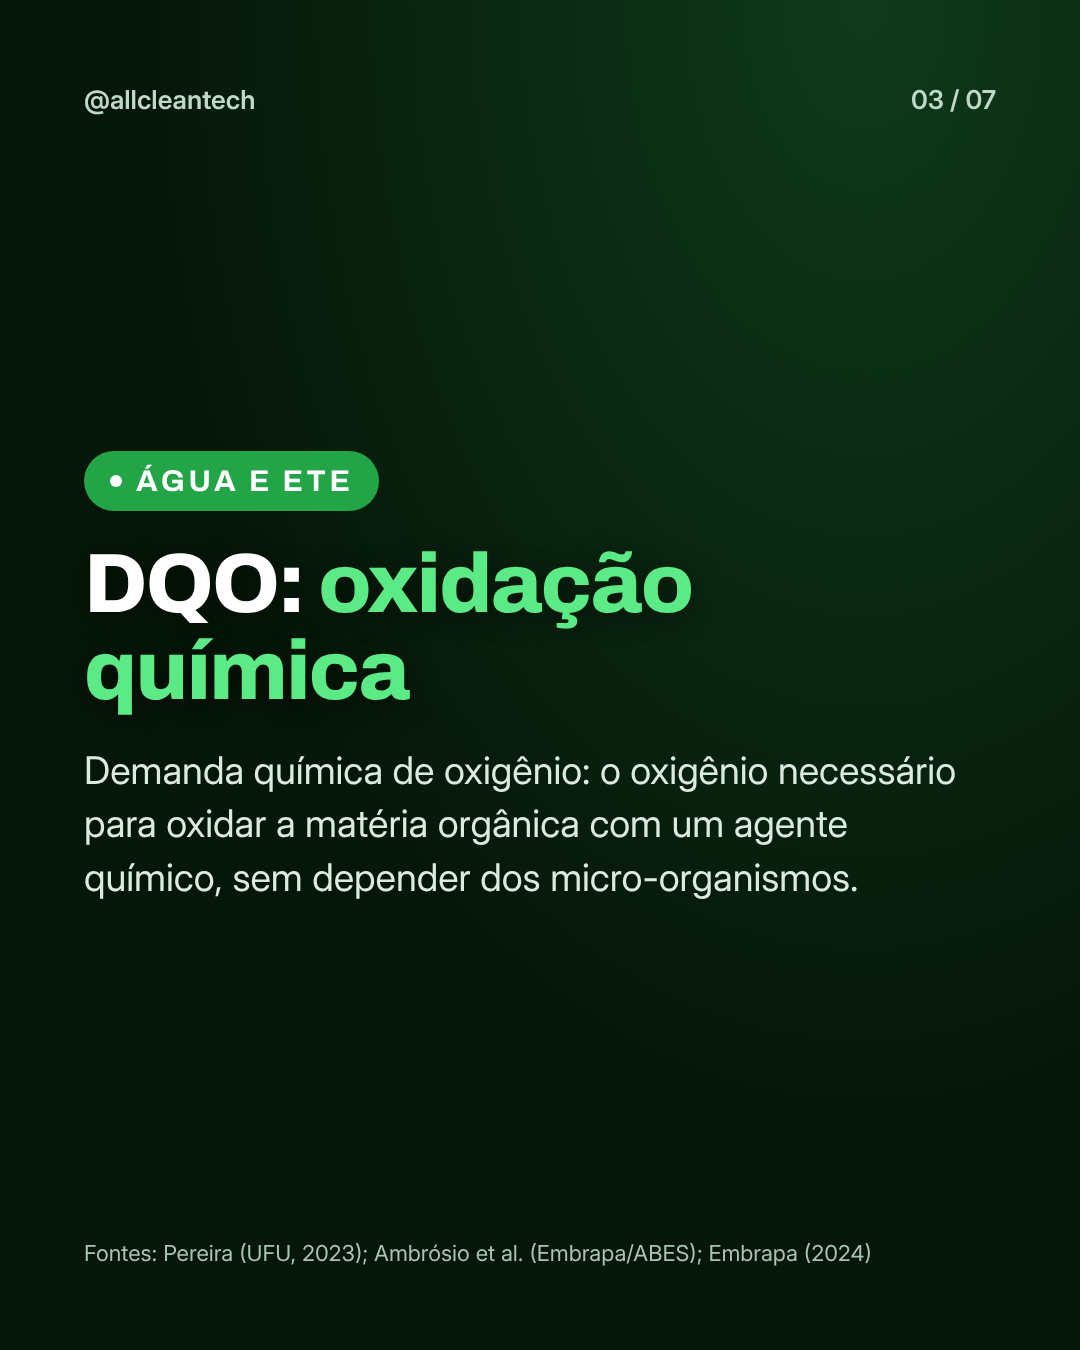 @allcleantech
03 / 07
• ÁGUA E ETE
DQO: oxidação
química
Demanda química de oxigênio: o oxigênio necessário
para oxidar a matéria orgânica com um agente
químico, sem depender dos micro-organismos.
Fontes: Pereira (UFU, 2023); Ambrósio et al. (Embrapa/ABES); Embrapa (2024)